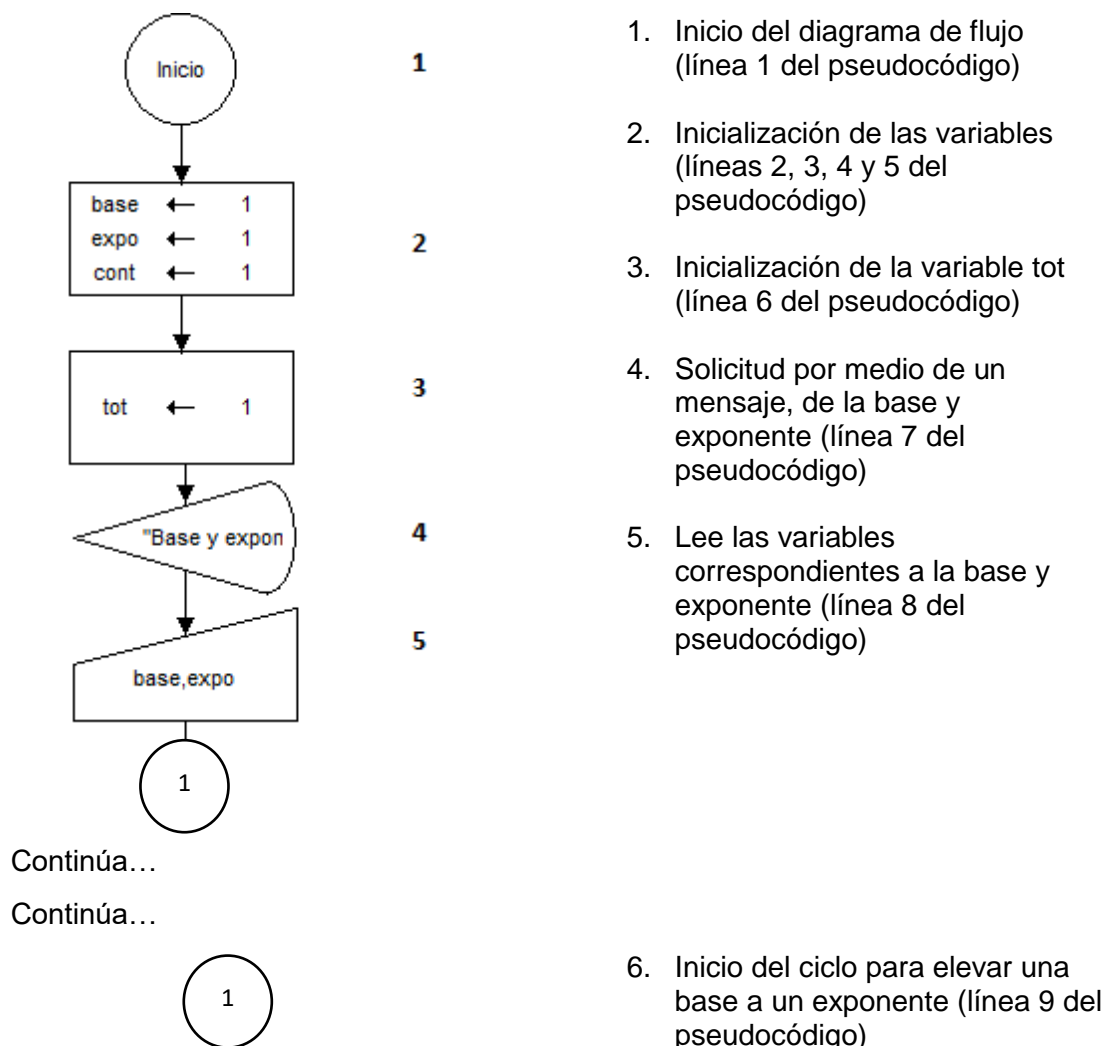 Inicio
1
base ← 1
expo ← 1
cont ← 1
2
tot ← 1
3
"Base y expon
4
base,expo
5
1
1. Inicio del diagrama de flujo
(línea 1 del pseudocódigo)
2. Inicialización de las variables
(líneas 2, 3, 4 y 5 del
pseudocódigo)
3. Inicialización de la variable tot
(línea 6 del pseudocódigo)
4. Solicitud por medio de un
mensaje, de la base y
exponente (línea 7 del
pseudocódigo)
5. Lee las variables
correspondientes a la base y
exponente (línea 8 del
pseudocódigo)
Continúa…
Continúa…
1
6. Inicio del ciclo para elevar una
base a un exponente (línea 9 del
pseudocódigo)